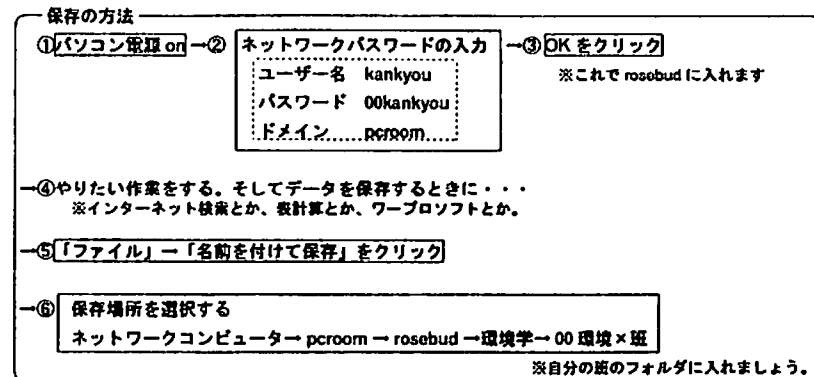 保存の方法
①パソコン電源 on→② ネットワークパスワードの入力 →③OK をクリック
ユーザー名 kankyou
パスワード 00kankyou
ドメイン pcroom
※これで rosebud に入れます
→④やりたい作業をする。そしてデータを保存するときに・・・
※インターネット検索とか、表計算とか、ワープロソフトとか。
→⑤「ファイル」→「名前を付けて保存」をクリック
→⑥ 保存場所を選択する
ネットワークコンピューター→ pcroom → rosebud →環境学→ 00 環境×班
※自分の班のフォルダに入れましょう。